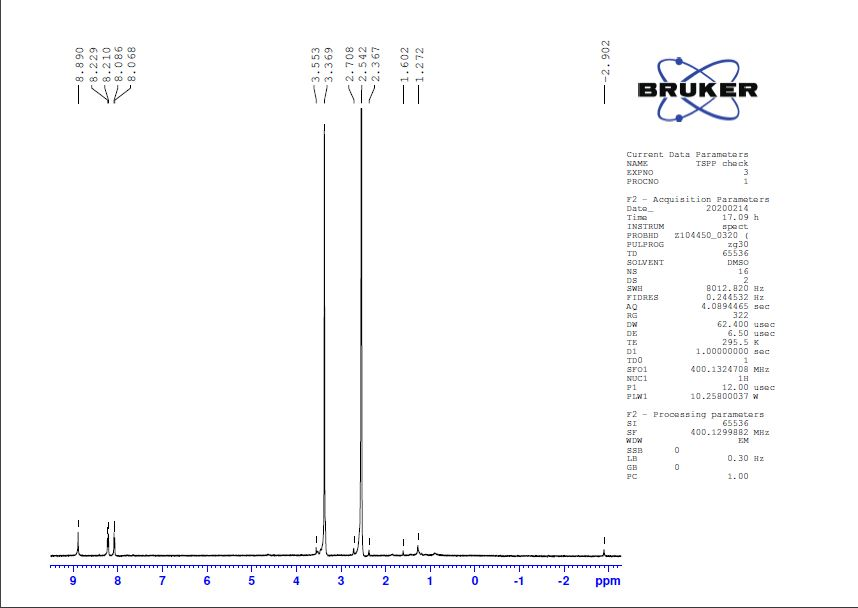 8.890
8.229
8.210
8.086
8.068
3.553
3.369
2.708
2.542
2.367
1.602
1.272
-2.902
BRUKER
Current Data Parameters
NAME TSPP check
EXPNO 3
PROCNO 1
F2 - Acquisition Parameters
Date_ 20200214
Time 17.09 h
INSTRUM spect
PROBHD Z104450_0320 (
PULPROG zg30
TD 65536
SOLVENT DMSO
NS 16
DS 2
SWH 8012.820 Hz
FIDRES 0.244532 Hz
AQ 4.0894465 sec
RG 322
DW 62.400 usec
DE 6.50 usec
TE 295.5 K
D1 1.00000000 sec
TD0 1
SFO1 400.1324708 MHz
NUC1 1H
P1 12.00 usec
PLW1 10.25800037 W
F2 - Processing parameters
SI 65536
SF 400.1299882 MHz
WDW EM
SSB 0
LB 0.30 Hz
GB 0
PC 1.00
9 8 7 6 5 4 3 2 1 0 -1 -2 ppm